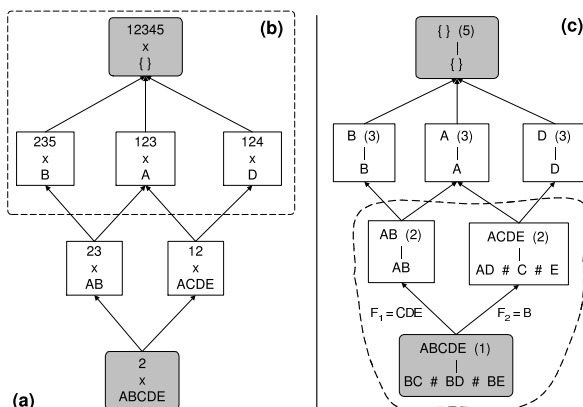 12345
x
{ }
(b)
235
x
B
123
x
A
124
x
D
23
x
AB
12
x
ACDE
2
x
ABCDE
(a)
{ } (5)
|
{ }
(c)
B (3)
|
B
A (3)
|
A
D (3)
|
D
AB (2)
|
AB
ACDE (2)
|
AD # C # E
F₁ = CDE
F₂ = B
ABCDE (1)
|
BC # BD # BE